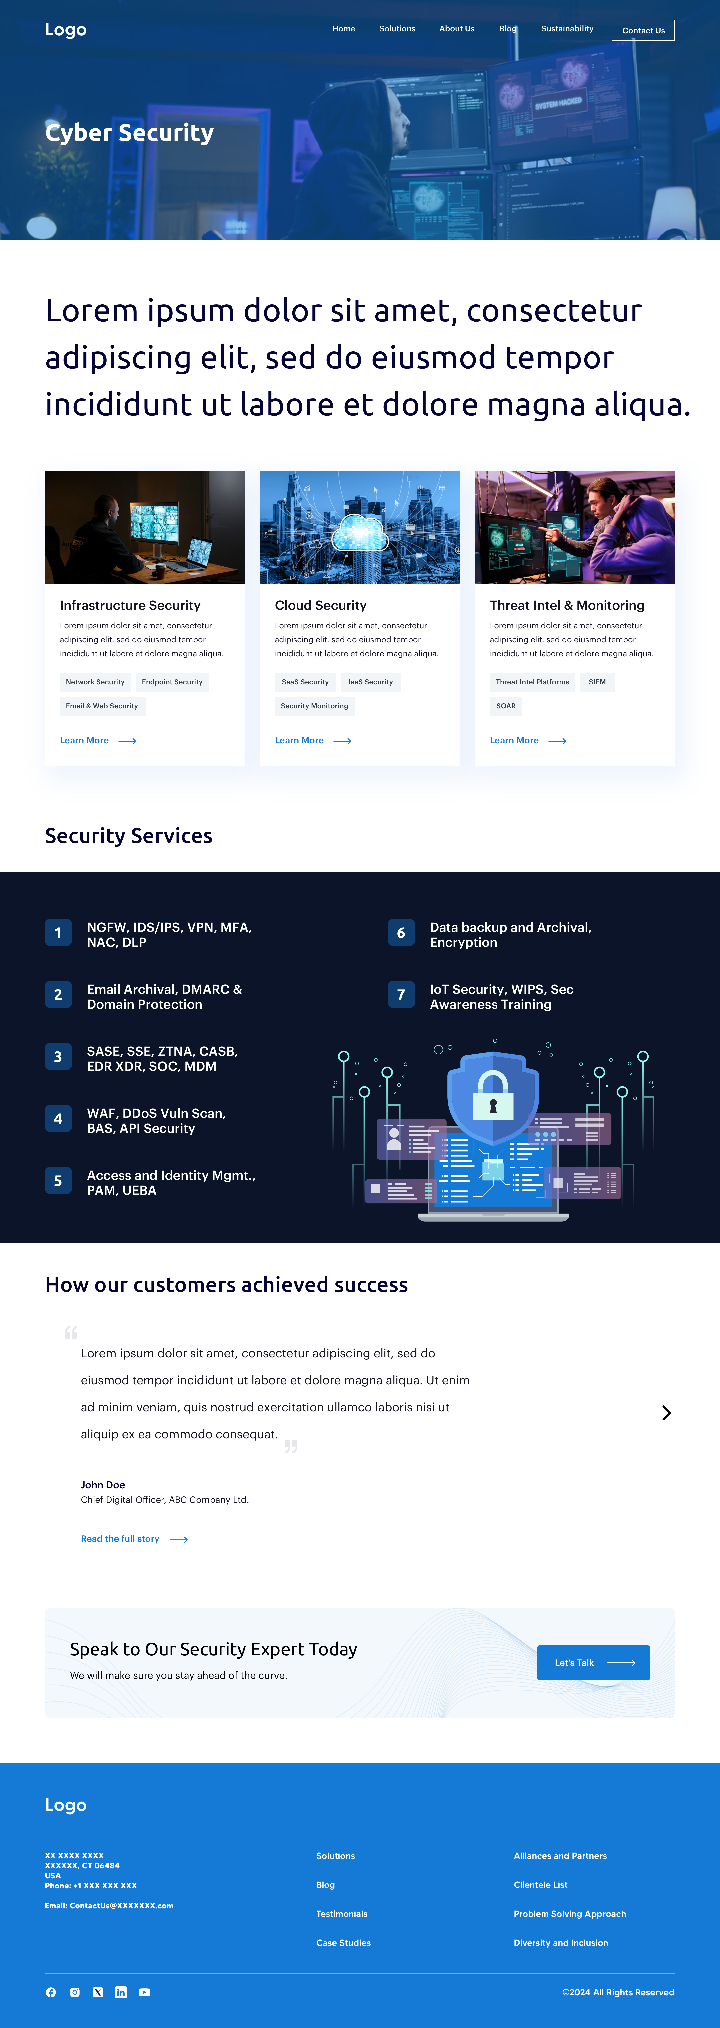 Logo
Home
Solutions
About Us
Blog
Sustainability
Contact Us
SYSTEM HACKED
Cyber Security
Lorem ipsum dolor sit amet, consectetur
adipiscing elit, sed do eiusmod tempor
incididunt ut labore et dolore magna aliqua.
Infrastructure Security
Lorem ipsum dolor sit amet, consectetur
adipiscing elit, sed do eiusmod tempor
incididunt ut labore et dolore magna aliqua.
Network Security
Endpoint Security
Email & Web Security
Learn More
Cloud Security
Lorem ipsum dolor sit amet, consectetur
adipiscing elit, sed do eiusmod tempor
incididunt ut labore et dolore magna aliqua.
SaaS Security
IaaS Security
Security Monitoring
Learn More
Threat Intel & Monitoring
Lorem ipsum dolor sit amet, consectetur
adipiscing elit, sed do eiusmod tempor
incididunt ut labore et dolore magna aliqua.
Threat Intel Platforms
SIEM
SOAR
Learn More
Security Services
1
NGFW, IDS/IPS, VPN, MFA,
NAC, DLP
2
Email Archival, DMARC &
Domain Protection
3
SASE, SSE, ZTNA, CASB,
EDR XDR, SOC, MDM
4
WAF, DDoS Vuln Scan,
BAS, API Security
5
Access and Identity Mgmt.,
PAM, UEBA
6
Data backup and Archival,
Encryption
7
IoT Security, WIPS, Sec
Awareness Training
How our customers achieved success
“
Lorem ipsum dolor sit amet, consectetur adipiscing elit, sed do
eiusmod tempor incididunt ut labore et dolore magna aliqua. Ut enim
ad minim veniam, quis nostrud exercitation ullamco laboris nisi ut
aliquip ex ea commodo consequat. ”
John Doe
Chief Digital Officer, ABC Company Ltd.
Read the full story
Speak to Our Security Expert Today
We will make sure you stay ahead of the curve.
Let's Talk
Logo
XX XXXX XXXX
XXXXXX, CT 06484
USA
Phone: +1 XXX XXX XXX
Email: ContactUs@XXXXXXX.com
Solutions
Blog
Testimonials
Case Studies
Alliances and Partners
Clientele List
Problem Solving Approach
Diversity and Inclusion
©2024 All Rights Reserved